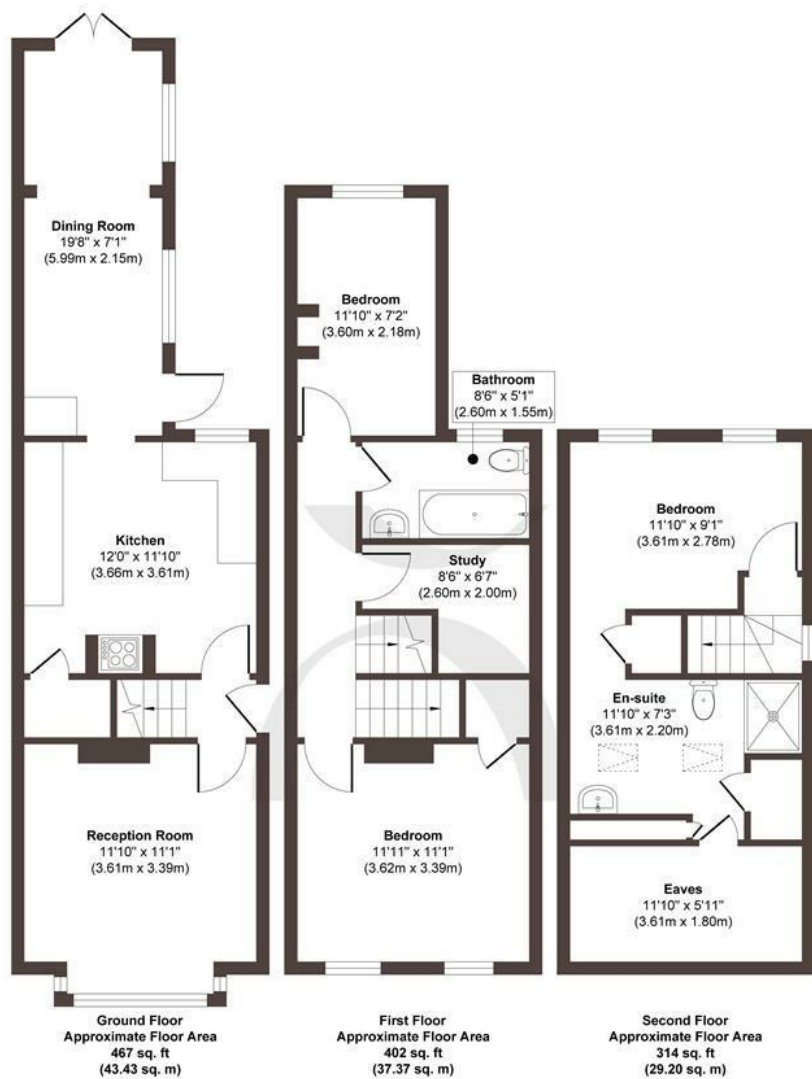 Dining Room
19'8" x 7'1"
(5.99m x 2.15m)
Kitchen
12'0" x 11'10"
(3.66m x 3.61m)
Reception Room
11'10" x 11'1"
(3.61m x 3.39m)
Ground Floor
Approximate Floor Area
467 sq. ft
(43.43 sq. m)
Bedroom
11'10" x 7'2"
(3.60m x 2.18m)
Bathroom
8'6" x 5'1"
(2.60m x 1.55m)
Study
8'6" x 6'7"
(2.60m x 2.00m)
Bedroom
11'11" x 11'1"
(3.62m x 3.39m)
First Floor
Approximate Floor Area
402 sq. ft
(37.37 sq. m)
Bedroom
11'10" x 9'1"
(3.61m x 2.78m)
En-suite
11'10" x 7'3"
(3.61m x 2.20m)
Eaves
11'10" x 5'11"
(3.61m x 1.80m)
Second Floor
Approximate Floor Area
314 sq. ft
(29.20 sq. m)